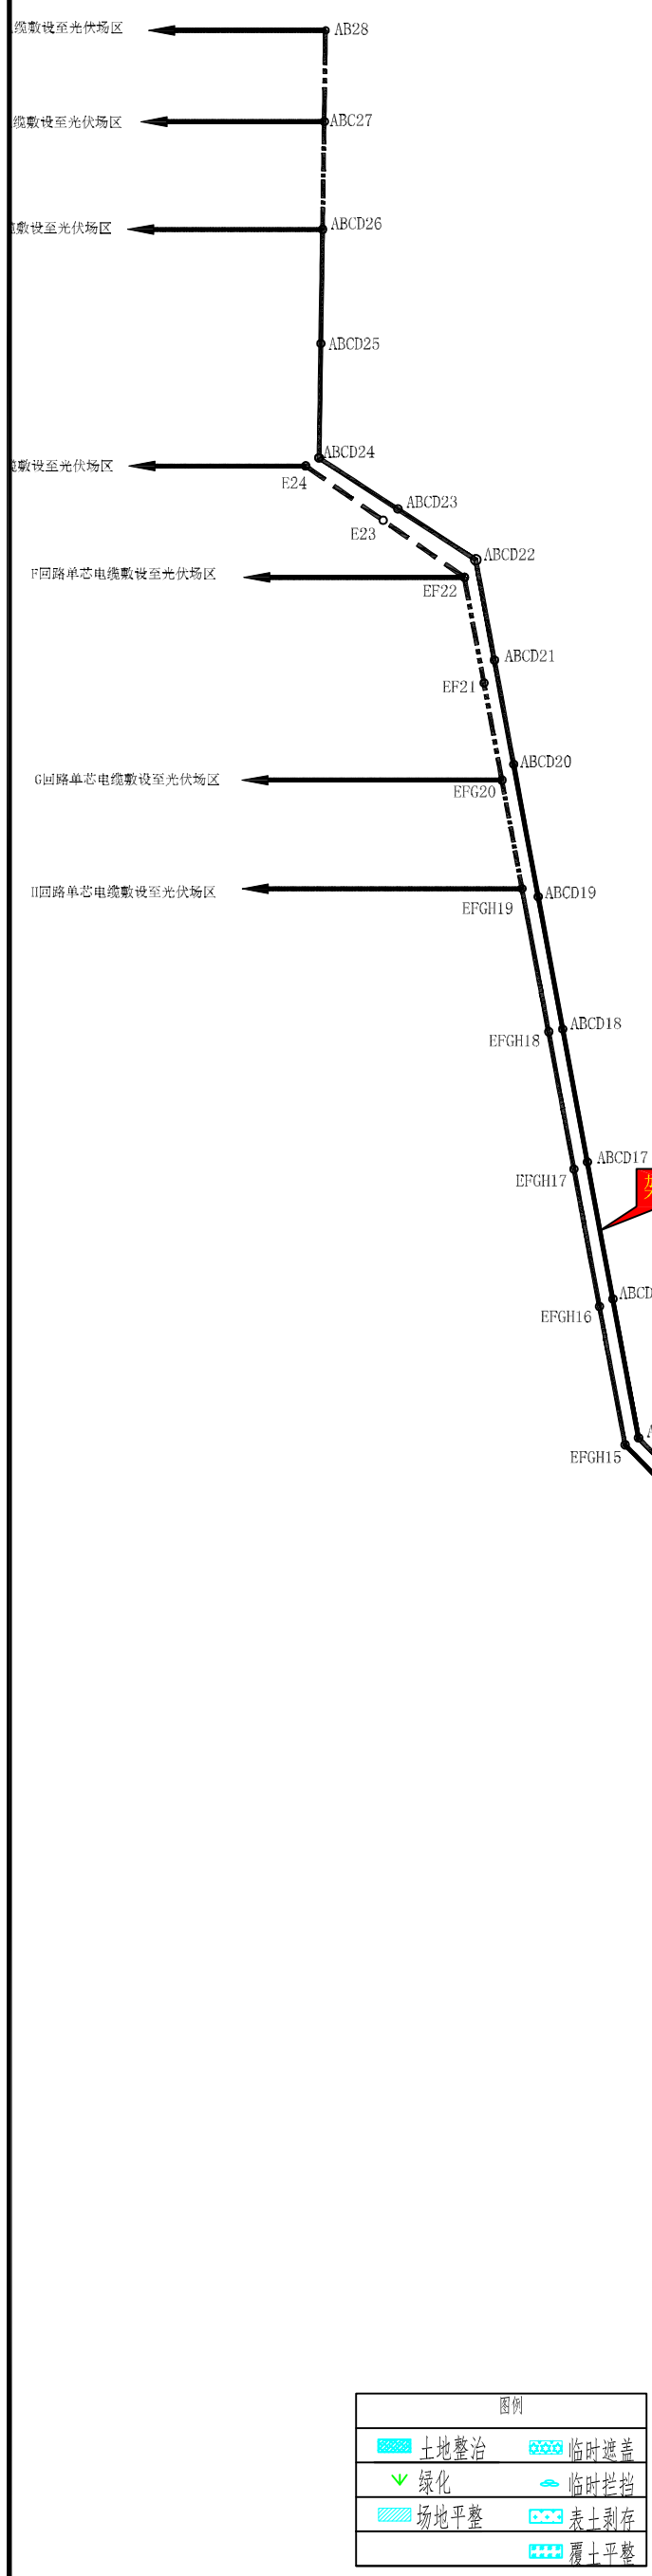 缆敷设至光伏场区
AB28
缆敷设至光伏场区
ABC27
敷设至光伏场区
ABCD26
ABCD25
ABCD24
敷设至光伏场区
E24
ABCD23
E23
ABCD22
F回路单芯电缆敷设至光伏场区
EF22
ABCD21
EF21
ABCD20
G回路单芯电缆敷设至光伏场区
EFG20
H回路单芯电缆敷设至光伏场区
ABCD19
EFGH19
ABCD18
EFGH18
ABCD17
EFGH17
ABCD
EFGH16
A
EFGH15
图例
土地整治 临时遮盖
绿化 临时拦挡
场地平整 表土剥存
覆土平整